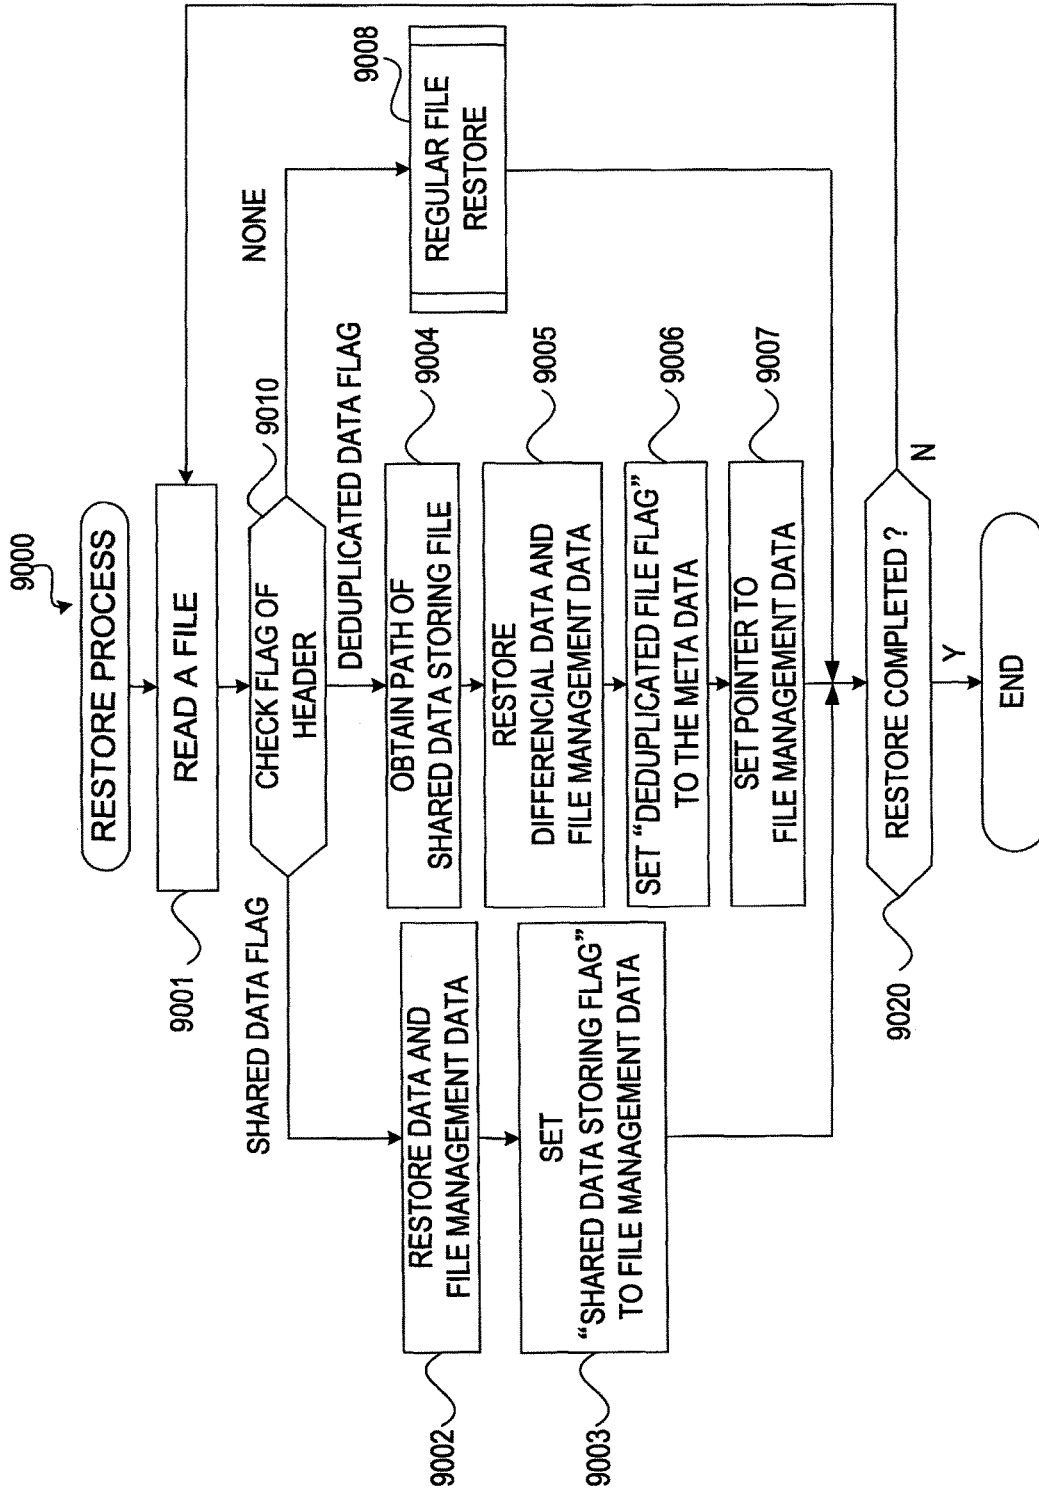 9000
RESTORE PROCESS
READ A FILE
9001
CHECK FLAG OF
HEADER
9010
SHARED DATA FLAG
DEDUPLICATED DATA FLAG
NONE
RESTORE DATA AND
FILE MANAGEMENT DATA
9002
SET
“SHARED DATA STORING FLAG”
TO FILE MANAGEMENT DATA
9003
OBTAIN PATH OF
SHARED DATA STORING FILE
9004
RESTORE
DIFFERENCIAL DATA AND
FILE MANAGEMENT DATA
9005
SET “DEDUPLICATED FILE FLAG”
TO THE META DATA
9006
SET POINTER TO
FILE MANAGEMENT DATA
9007
REGULAR FILE
RESTORE
9008
RESTORE COMPLETED ?
9020
N
Y
END